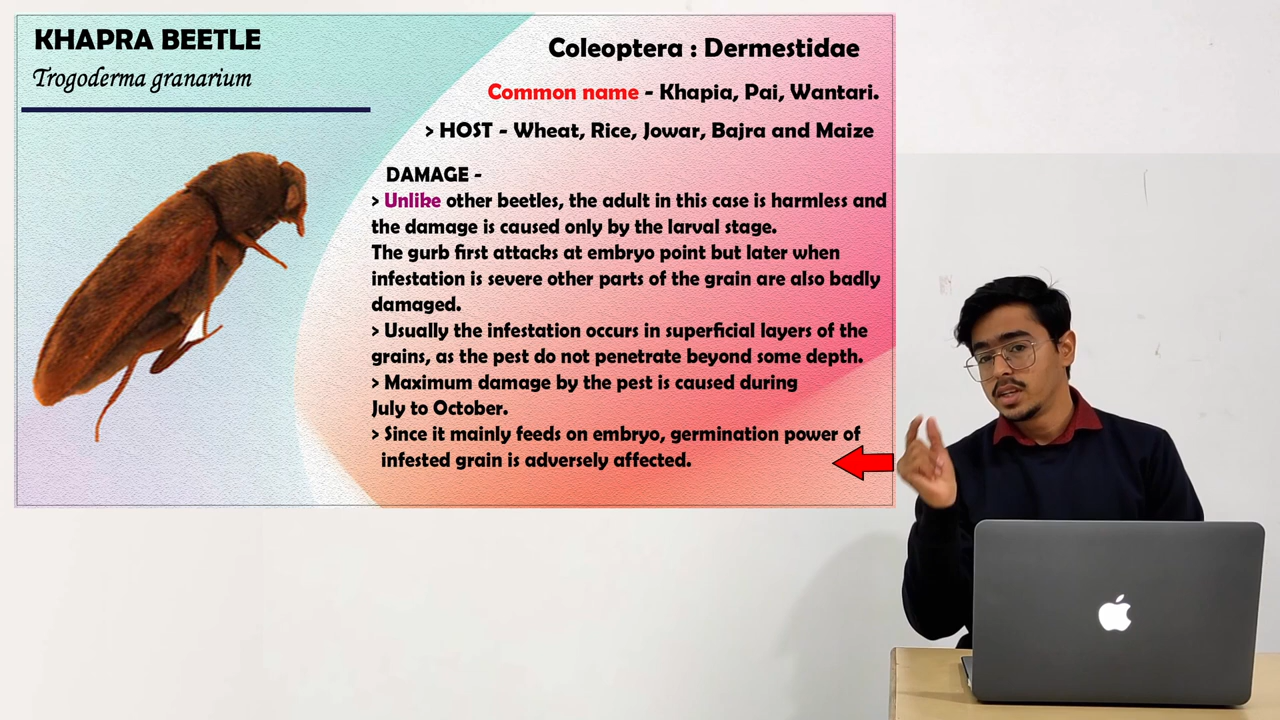 KHAPRA BEETLE
Trogoderma granarium
Coleoptera : Dermestidae
Common name - Khapia, Pai, Wantari.
> HOST - Wheat, Rice, Jowar, Bajra and Maize
DAMAGE -
> Unlike other beetles, the adult in this case is harmless and
the damage is caused only by the larval stage.
The gurb first attacks at embryo point but later when
infestation is severe other parts of the grain are also badly
damaged.
> Usually the infestation occurs in superficial layers of the
grains, as the pest do not penetrate beyond some depth.
> Maximum damage by the pest is caused during
July to October.
> Since it mainly feeds on embryo, germination power of
infested grain is adversely affected.